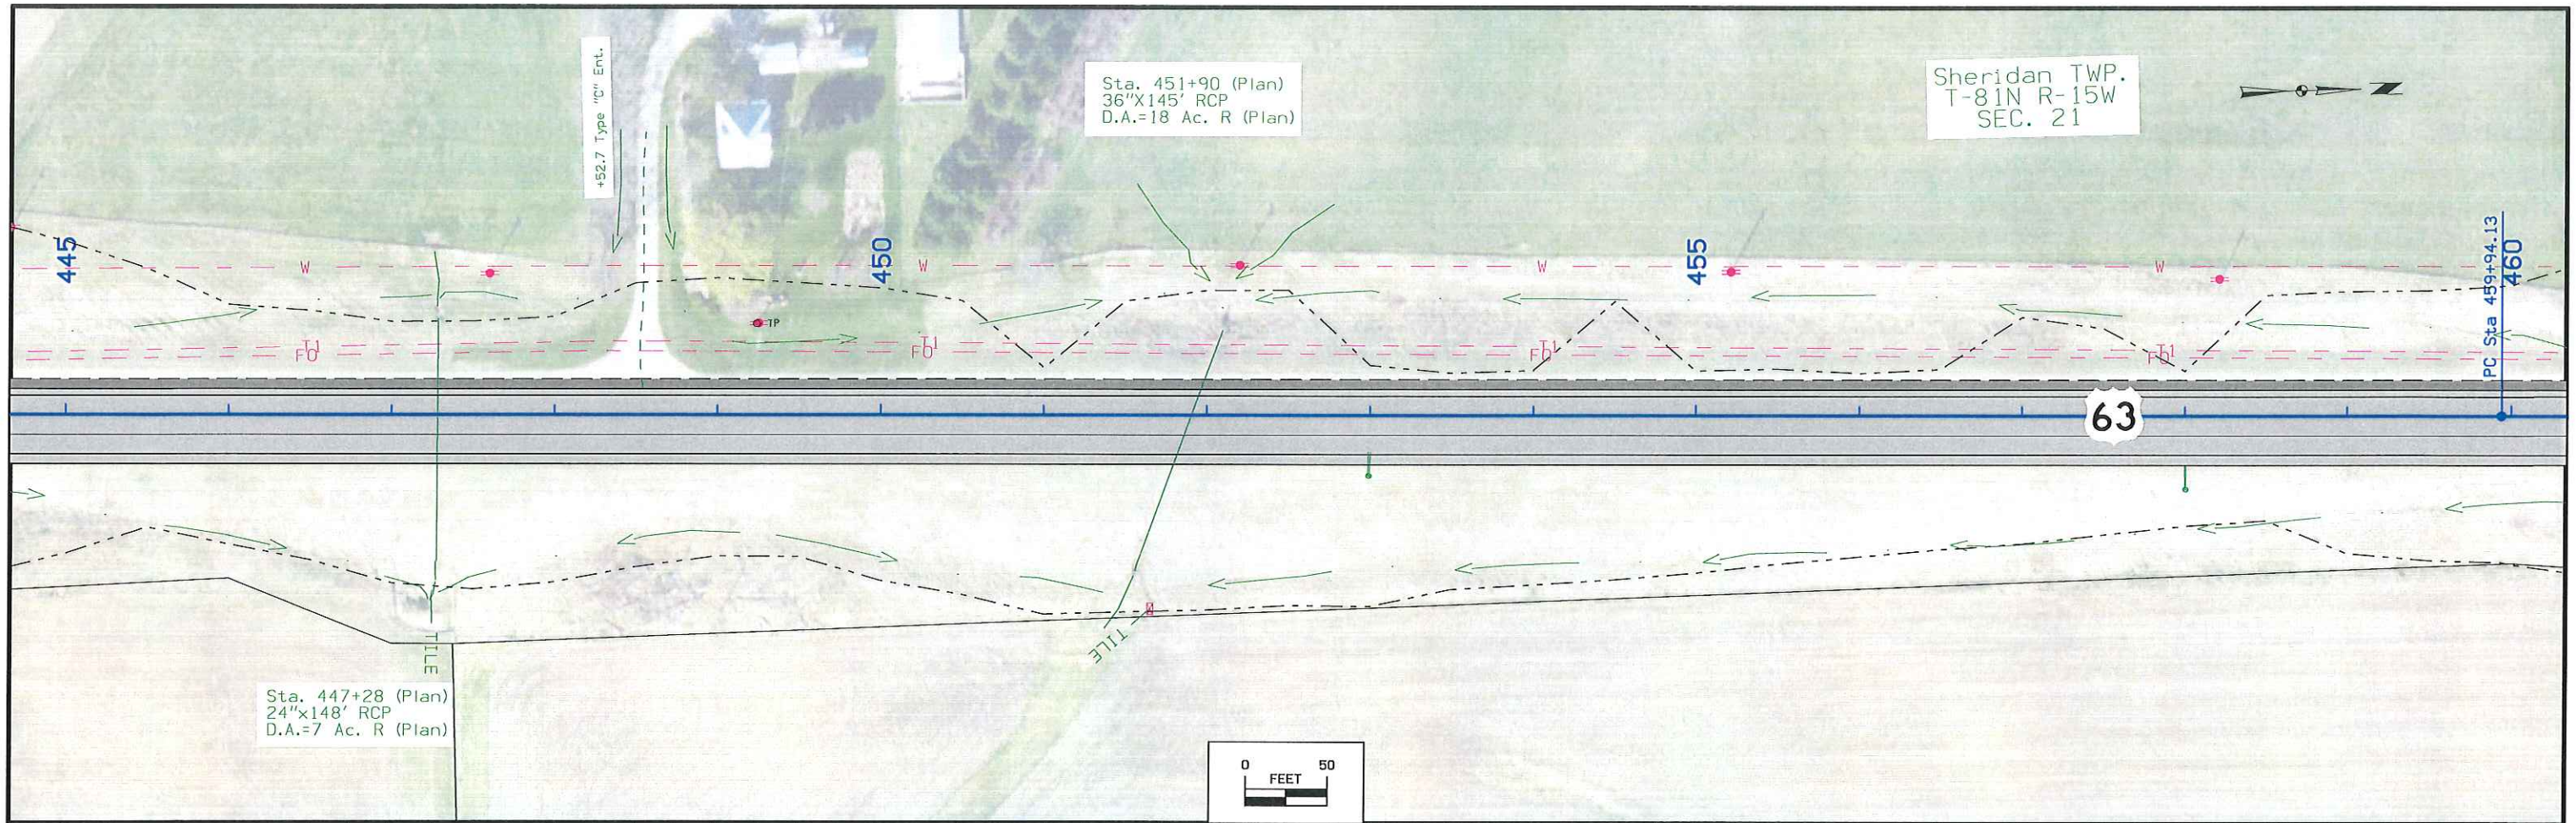 +52.7 Type "C" Ent.
Sta. 451+90 (Plan)
36"X145' RCP
D.A.=18 Ac. R (Plan)
Sheridan TWP.
T-81N R-15W
SEC. 21
Z
445
450
455
460
PC Sta 459+94.13
W
W
W
W
TP
T1
FO
T1
FO
T1
FO
T1
FO
63
TILE
TILE
Sta. 447+28 (Plan)
24"x148' RCP
D.A.=7 Ac. R (Plan)
0 50
FEET